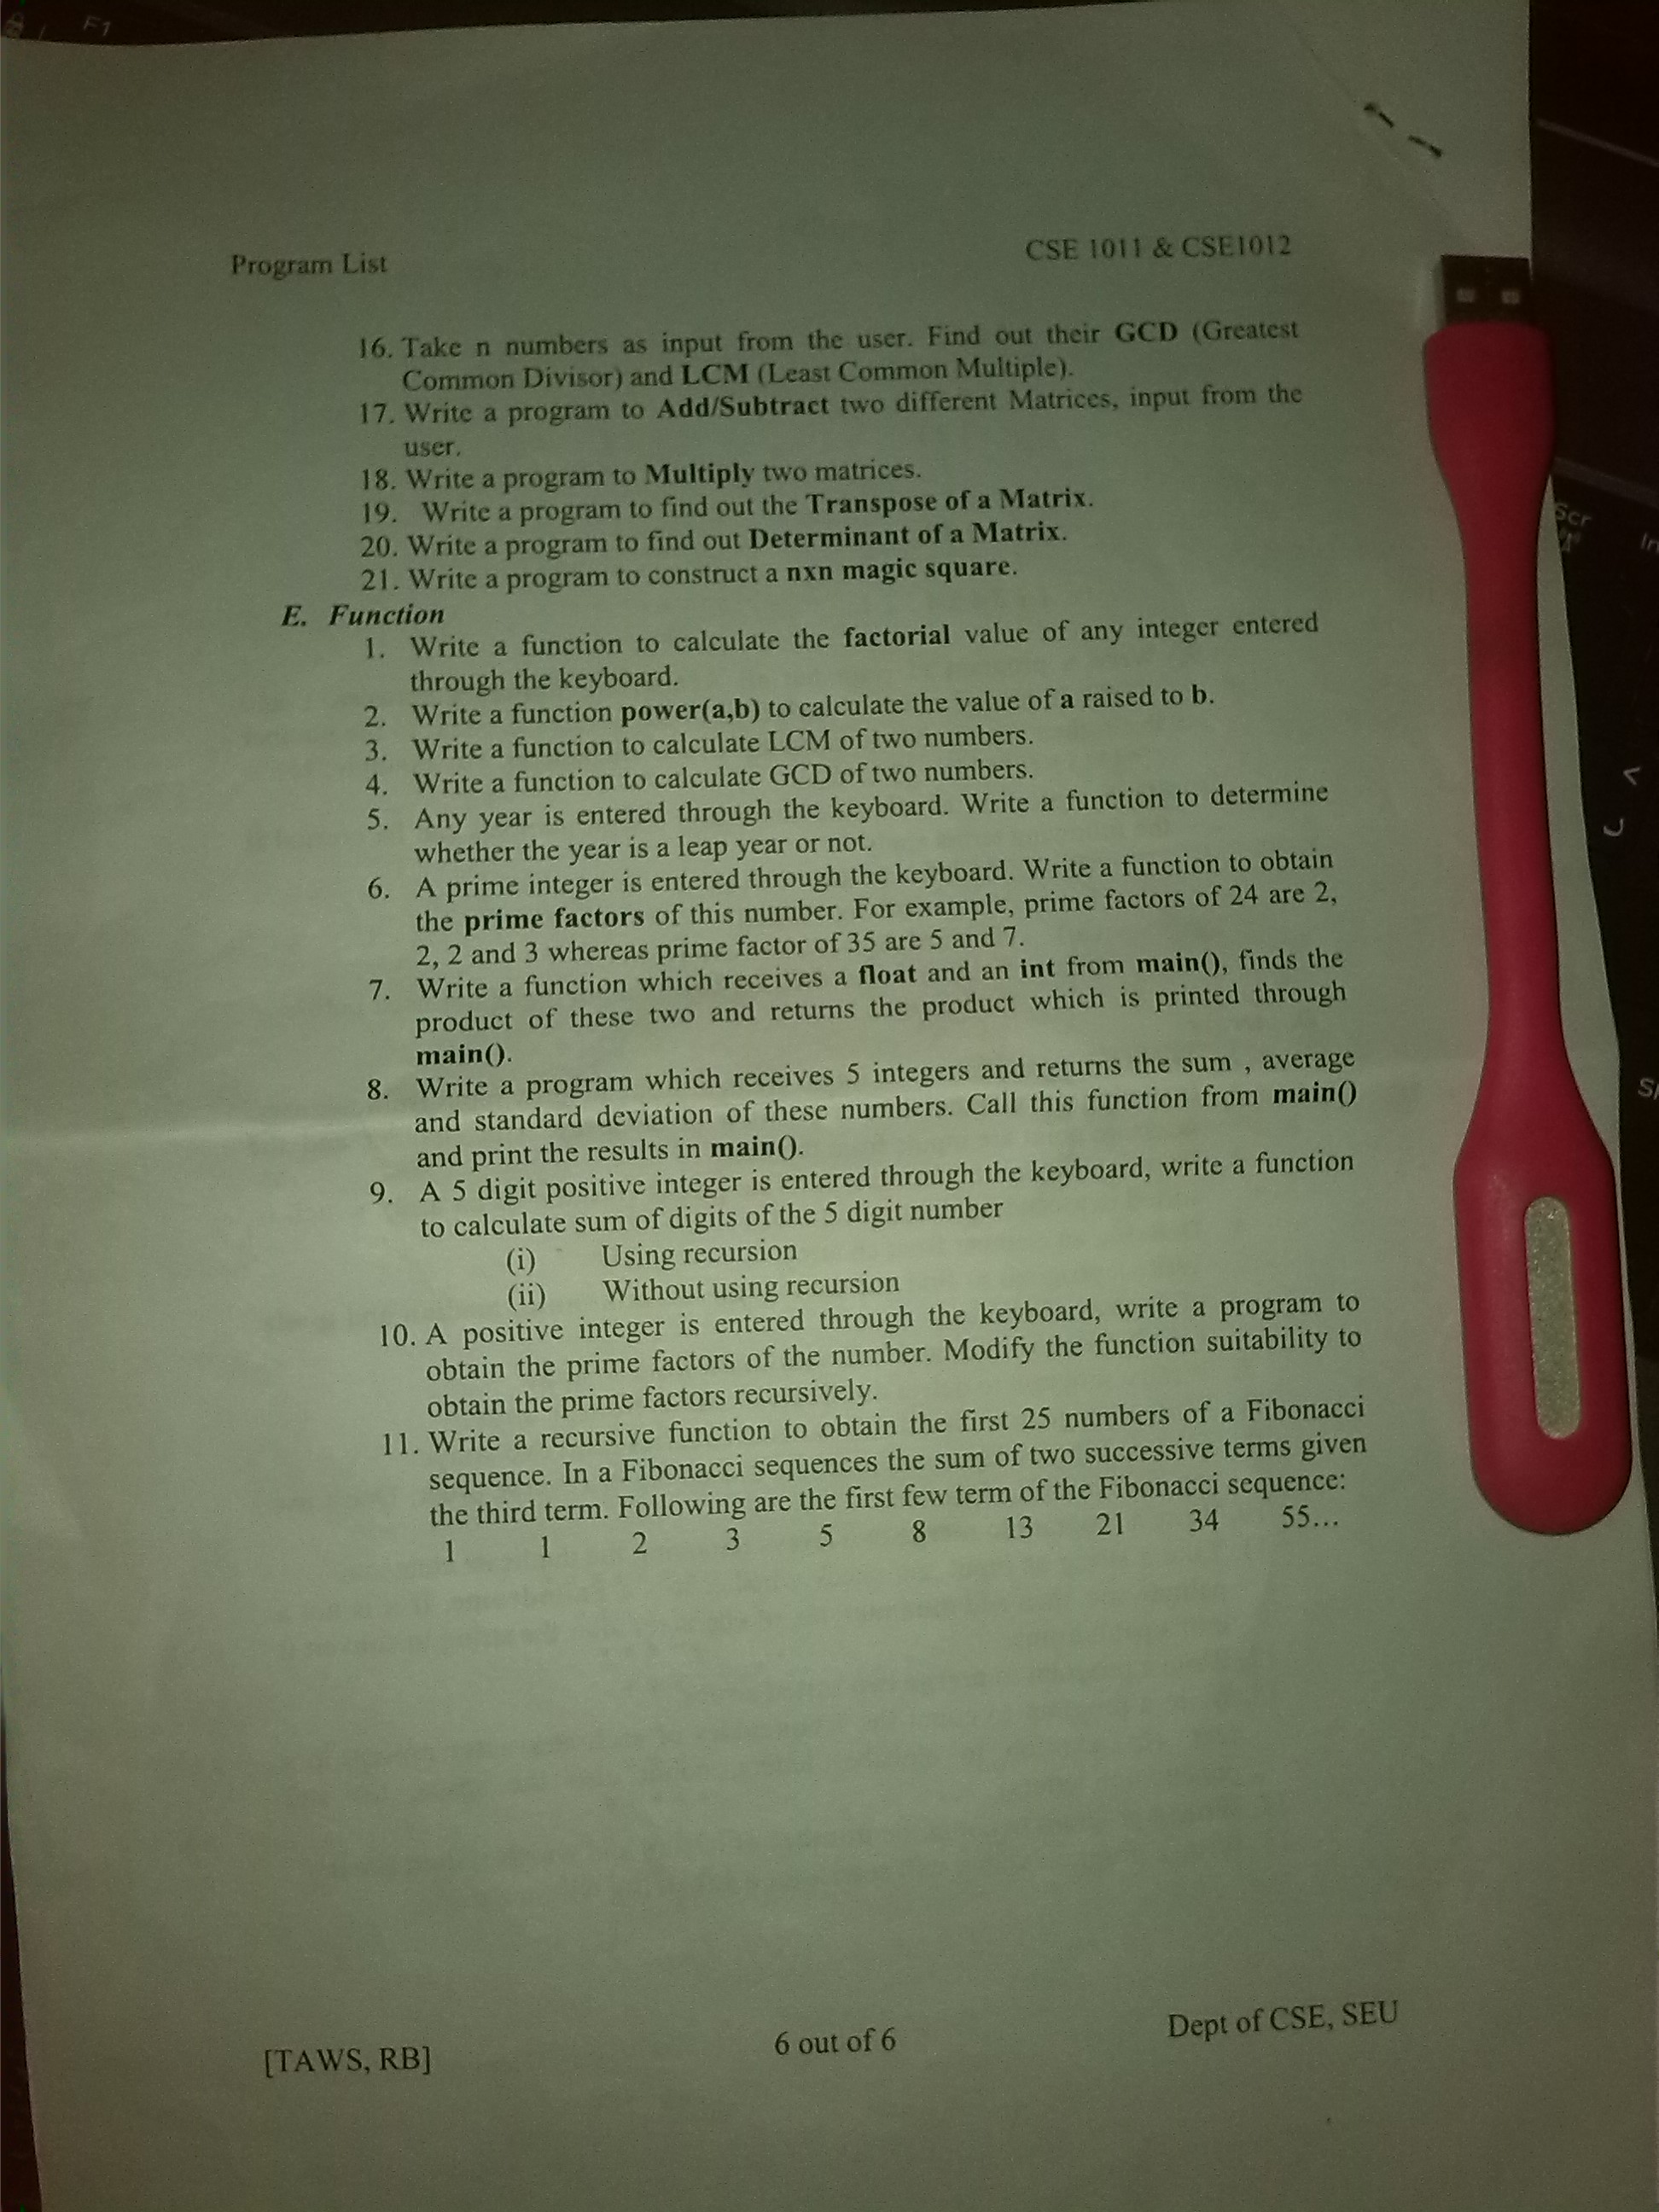 F1
Program List
CSE 1011 & CSE1012
16. Take n numbers as input from the user. Find out their GCD (Greatest
Common Divisor) and LCM (Least Common Multiple).
17. Write a program to Add/Subtract two different Matrices, input from the
user.
18. Write a program to Multiply two matrices.
19. Write a program to find out the Transpose of a Matrix.
20. Write a program to find out Determinant of a Matrix.
21. Write a program to construct a nxn magic square.
E. Function
1. Write a function to calculate the factorial value of any integer entered
through the keyboard.
2. Write a function power(a,b) to calculate the value of a raised to b.
3. Write a function to calculate LCM of two numbers.
4. Write a function to calculate GCD of two numbers.
5. Any year is entered through the keyboard. Write a function to determine
whether the year is a leap year or not.
6. A prime integer is entered through the keyboard. Write a function to obtain
the prime factors of this number. For example, prime factors of 24 are 2,
2, 2 and 3 whereas prime factor of 35 are 5 and 7.
7. Write a function which receives a float and an int from main(), finds the
product of these two and returns the product which is printed through
main().
8. Write a program which receives 5 integers and returns the sum , average
and standard deviation of these numbers. Call this function from main()
and print the results in main().
9. A 5 digit positive integer is entered through the keyboard, write a function
to calculate sum of digits of the 5 digit number
(i) Using recursion
(ii) Without using recursion
10. A positive integer is entered through the keyboard, write a program to
obtain the prime factors of the number. Modify the function suitability to
obtain the prime factors recursively.
11. Write a recursive function to obtain the first 25 numbers of a Fibonacci
sequence. In a Fibonacci sequences the sum of two successive terms given
the third term. Following are the first few term of the Fibonacci sequence:
1 1 2 3 5 8 13 21 34 55...
[TAWS, RB]
6 out of 6
Dept of CSE, SEU
Scr